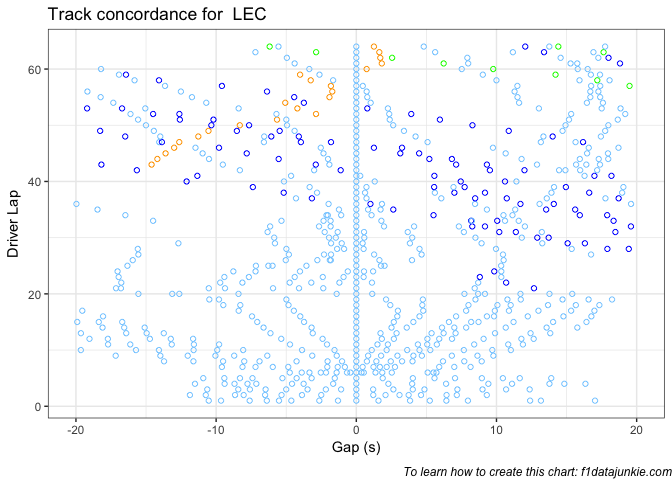 Track concordance for  LEC
60
40
20
0
Driver Lap
-20
-10
0
10
20
Gap (s)
To learn how to create this chart: f1datajunkie.com